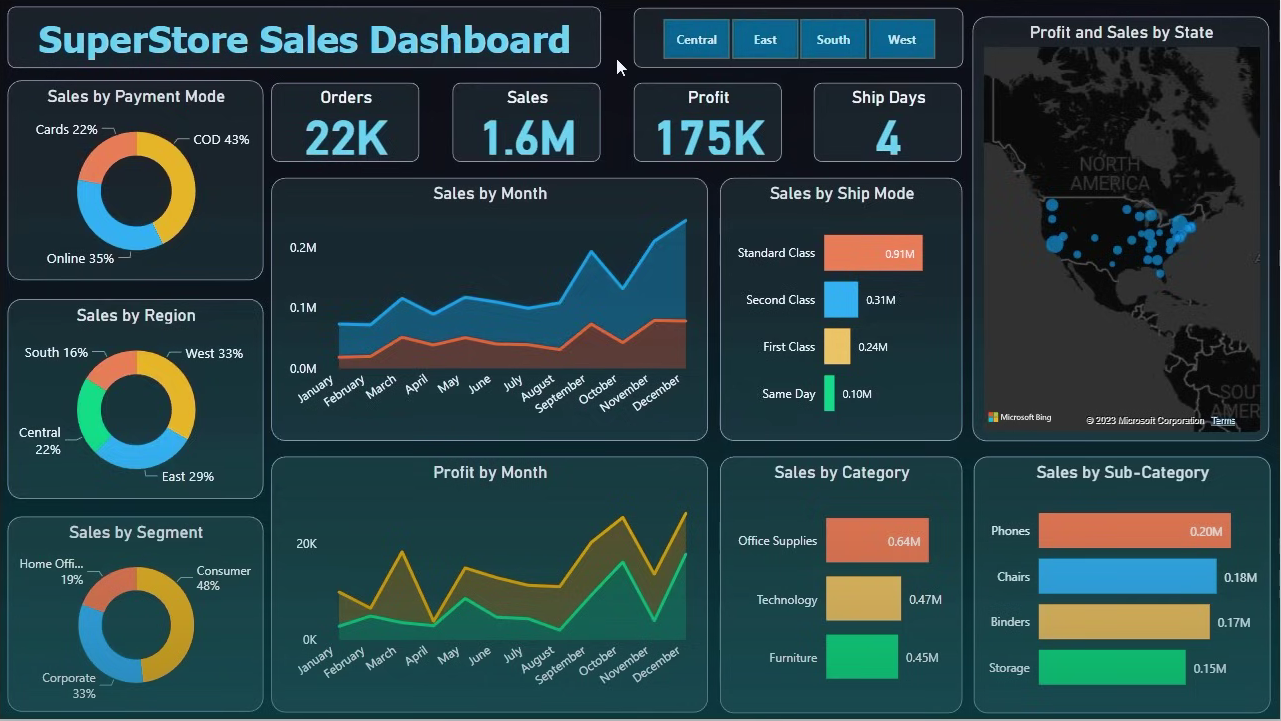 SuperStore Sales Dashboard
Central
East
South
West
Sales by Payment Mode
Cards 22%
COD 43%
Online 35%
Orders
22K
Sales
1.6M
Profit
175K
Ship Days
4
Profit and Sales by State
NORTH
AMERICA
SOUT
AMER
Microsoft Bing
© 2023 Microsoft Corporation Terms
Sales by Region
South 16%
West 33%
Central
22%
East 29%
Sales by Month
0.2M
0.1M
0.0M
January
February
March
April
May
June
July
August
September
October
November
December
Sales by Ship Mode
Standard Class 0.91M
Second Class 0.31M
First Class 0.24M
Same Day 0.10M
Sales by Segment
Home Offi...
19%
Consumer
48%
Corporate
33%
Profit by Month
20K
0K
January
February
March
April
May
June
July
August
September
October
November
December
Sales by Category
Office Supplies 0.64M
Technology 0.47M
Furniture 0.45M
Sales by Sub-Category
Phones 0.20M
Chairs 0.18M
Binders 0.17M
Storage 0.15M